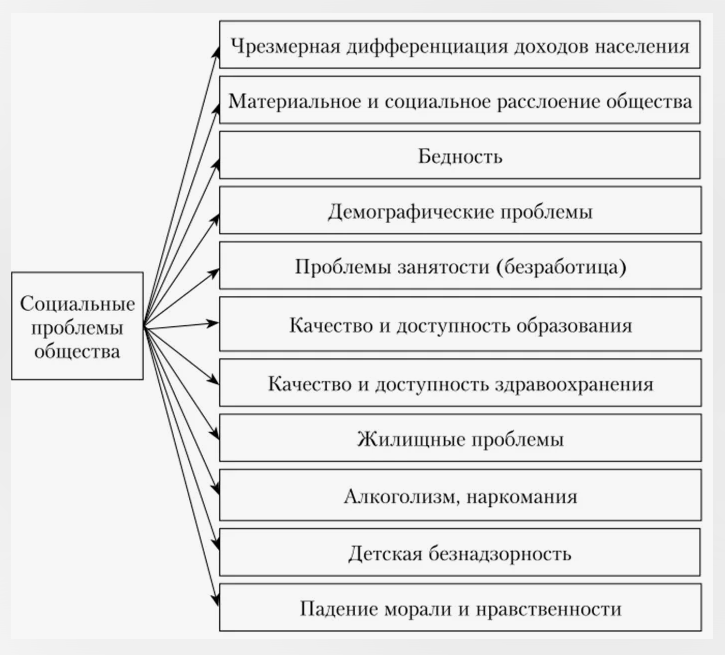 Чрезмерная дифференциация доходов населения
Материальное и социальное расслоение общества
Бедность
Демографические проблемы
Проблемы занятости (безработица)
Социальные
проблемы
общества
Качество и доступность образования
Качество и доступность здравоохранения
Жилищные проблемы
Алкоголизм, наркомания
Детская безнадзорность
Падение морали и нравственности